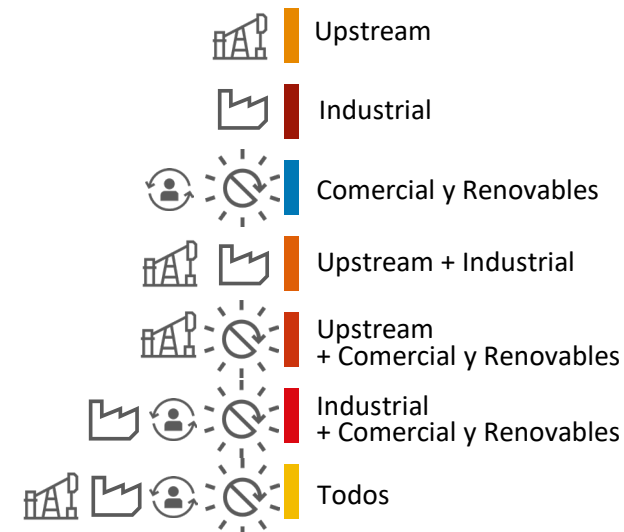 Upstream
Industrial
Comercial y Renovables
Upstream + Industrial
Upstream
+ Comercial y Renovables
Industrial
+ Comercial y Renovables
Todos